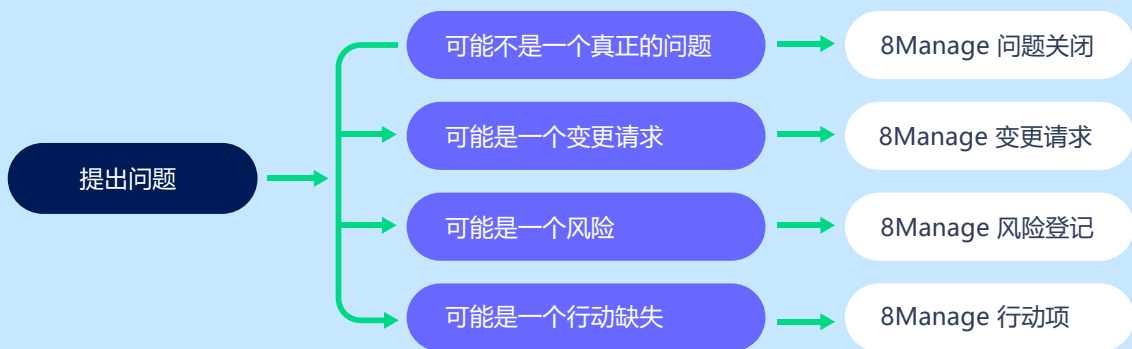 提出问题
可能不是一个真正的问题
8Manage 问题关闭
可能是一个变更请求
8Manage 变更请求
可能是一个风险
8Manage 风险登记
可能是一个行动缺失
8Manage 行动项